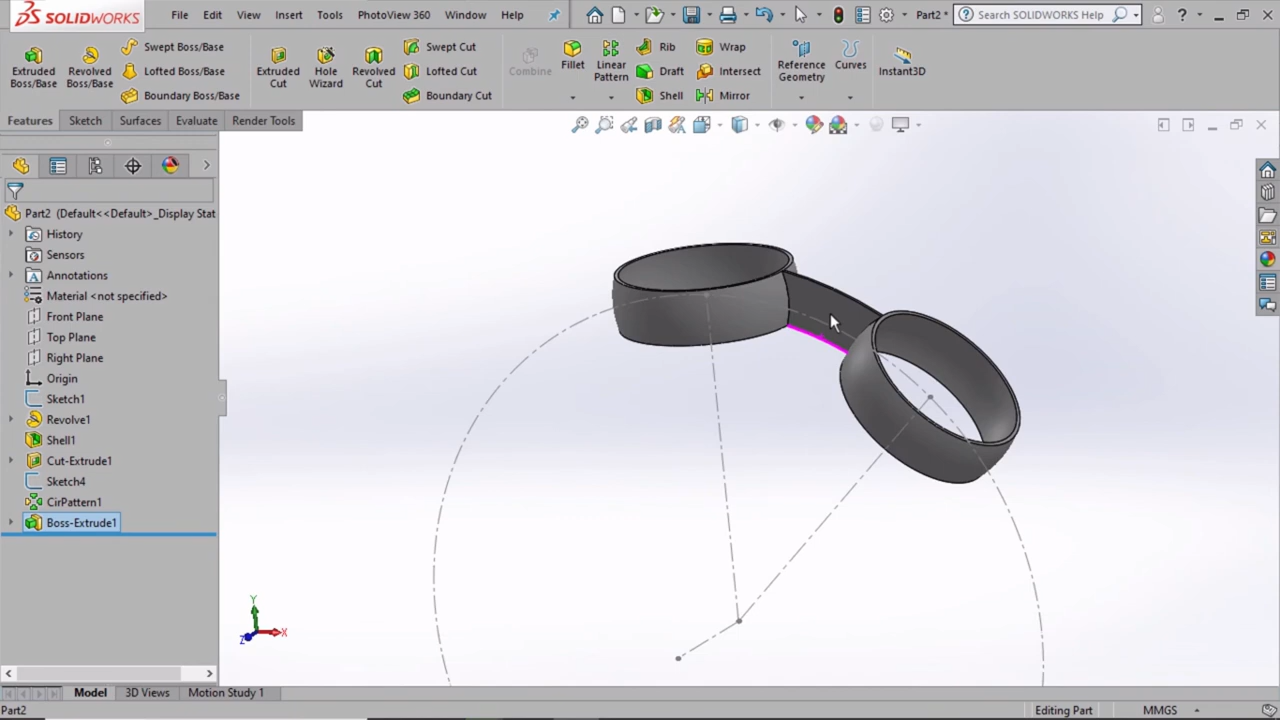 SOLIDWORKS File Edit View Insert Tools PhotoView 360 Window Help Part2 * Search SOLIDWORKS Help ?
Extruded Boss/Base
Revolved Boss/Base
Swept Boss/Base
Lofted Boss/Base
Boundary Boss/Base
Extruded Cut
Hole Wizard
Revolved Cut
Swept Cut
Lofted Cut
Boundary Cut
Combine
Fillet
Linear Pattern
Rib
Draft
Shell
Wrap
Intersect
Mirror
Reference Geometry
Curves
Instant3D
Features Sketch Surfaces Evaluate Render Tools
Part2 (Default<<Default>_Display Stat
History
Sensors
Annotations
Material <not specified>
Front Plane
Top Plane
Right Plane
Origin
Sketch1
Revolve1
Shell1
Cut-Extrude1
Sketch4
CirPattern1
Boss-Extrude1
Y
X
Z
Model 3D Views Motion Study 1
Part2 Editing Part MMGS